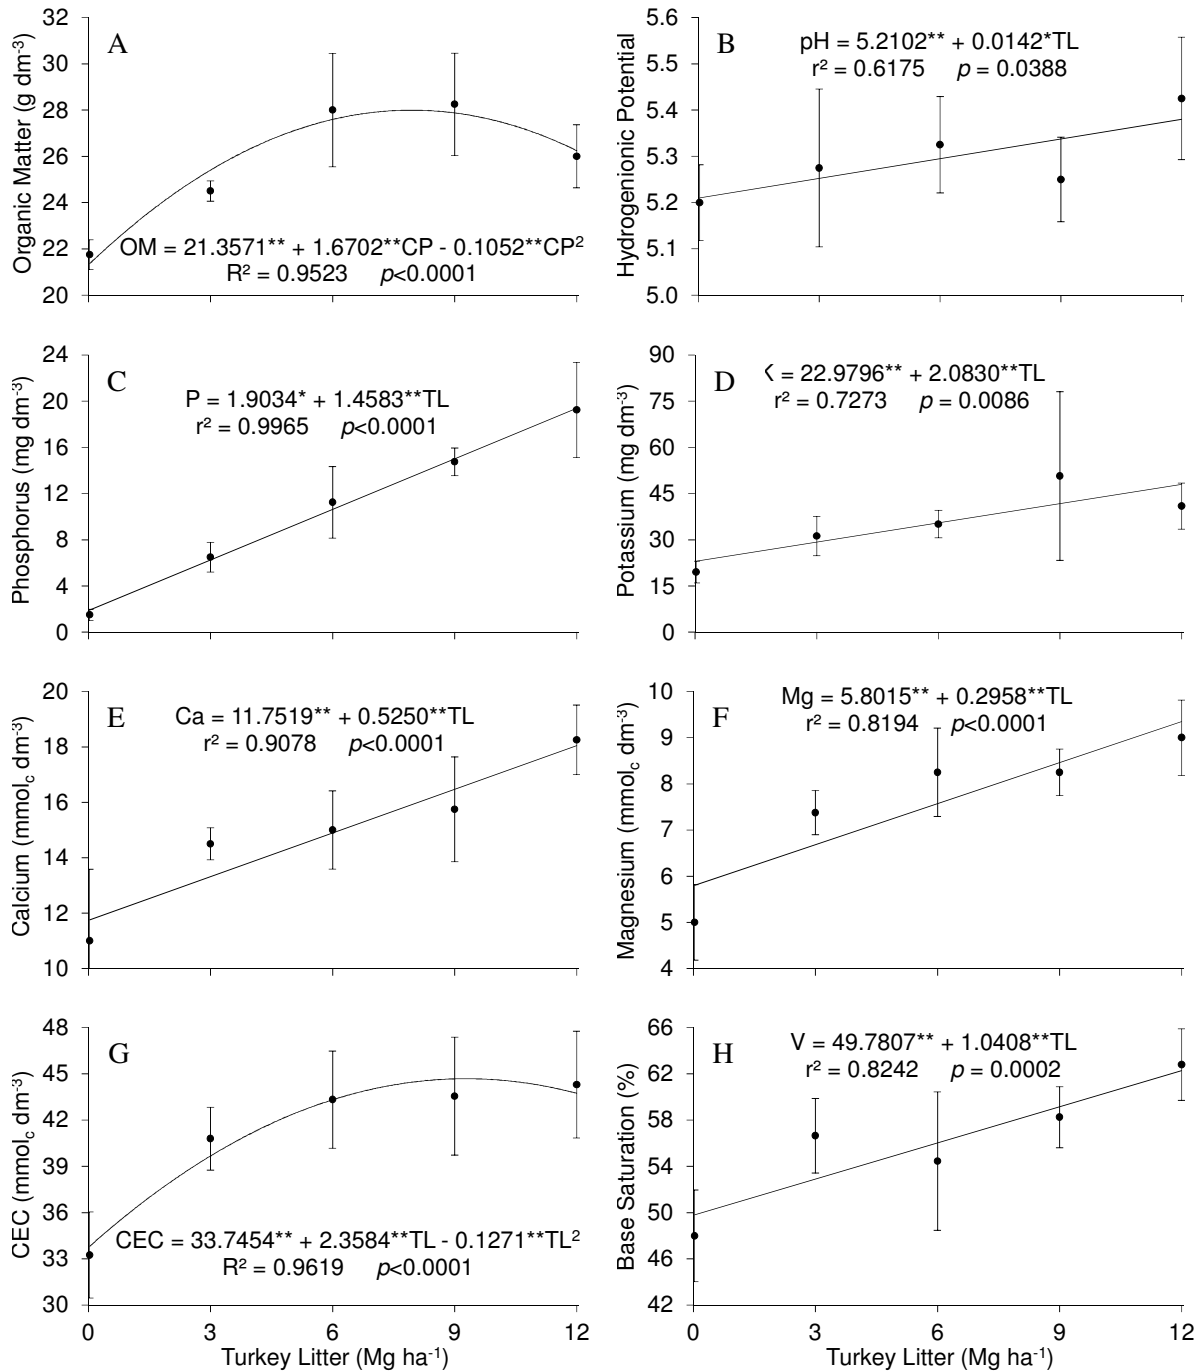 A
Organic Matter (g dm⁻³)
32
30
28
26
24
22
20
OM = 21.3571** + 1.6702**CP - 0.1052**CP²
R² = 0.9523 p<0.0001
B
Hydrogenionic Potential
5.6
5.5
5.4
5.3
5.2
5.1
5.0
pH = 5.2102** + 0.0142*TL
r² = 0.6175 p = 0.0388
C
Phosphorus (mg dm⁻³)
24
20
16
12
8
4
0
P = 1.9034* + 1.4583**TL
r² = 0.9965 p<0.0001
D
Potassium (mg dm⁻³)
90
75
60
45
30
15
0
= 22.9796** + 2.0830**TL
r² = 0.7273 p = 0.0086
E
Calcium (mmol꜀ dm⁻³)
20
18
16
14
12
10
Ca = 11.7519** + 0.5250**TL
r² = 0.9078 p<0.0001
F
Magnesium (mmol꜀ dm⁻³)
10
9
8
7
6
5
4
Mg = 5.8015** + 0.2958**TL
r² = 0.8194 p<0.0001
G
CEC (mmol꜀ dm⁻³)
48
45
42
39
36
33
30
CEC = 33.7454** + 2.3584**TL - 0.1271**TL²
R² = 0.9619 p<0.0001
0 3 6 9 12
Turkey Litter (Mg ha⁻¹)
H
Base Saturation (%)
66
62
58
54
50
46
42
V = 49.7807** + 1.0408**TL
r² = 0.8242 p = 0.0002
0 3 6 9 12
Turkey Litter (Mg ha⁻¹)